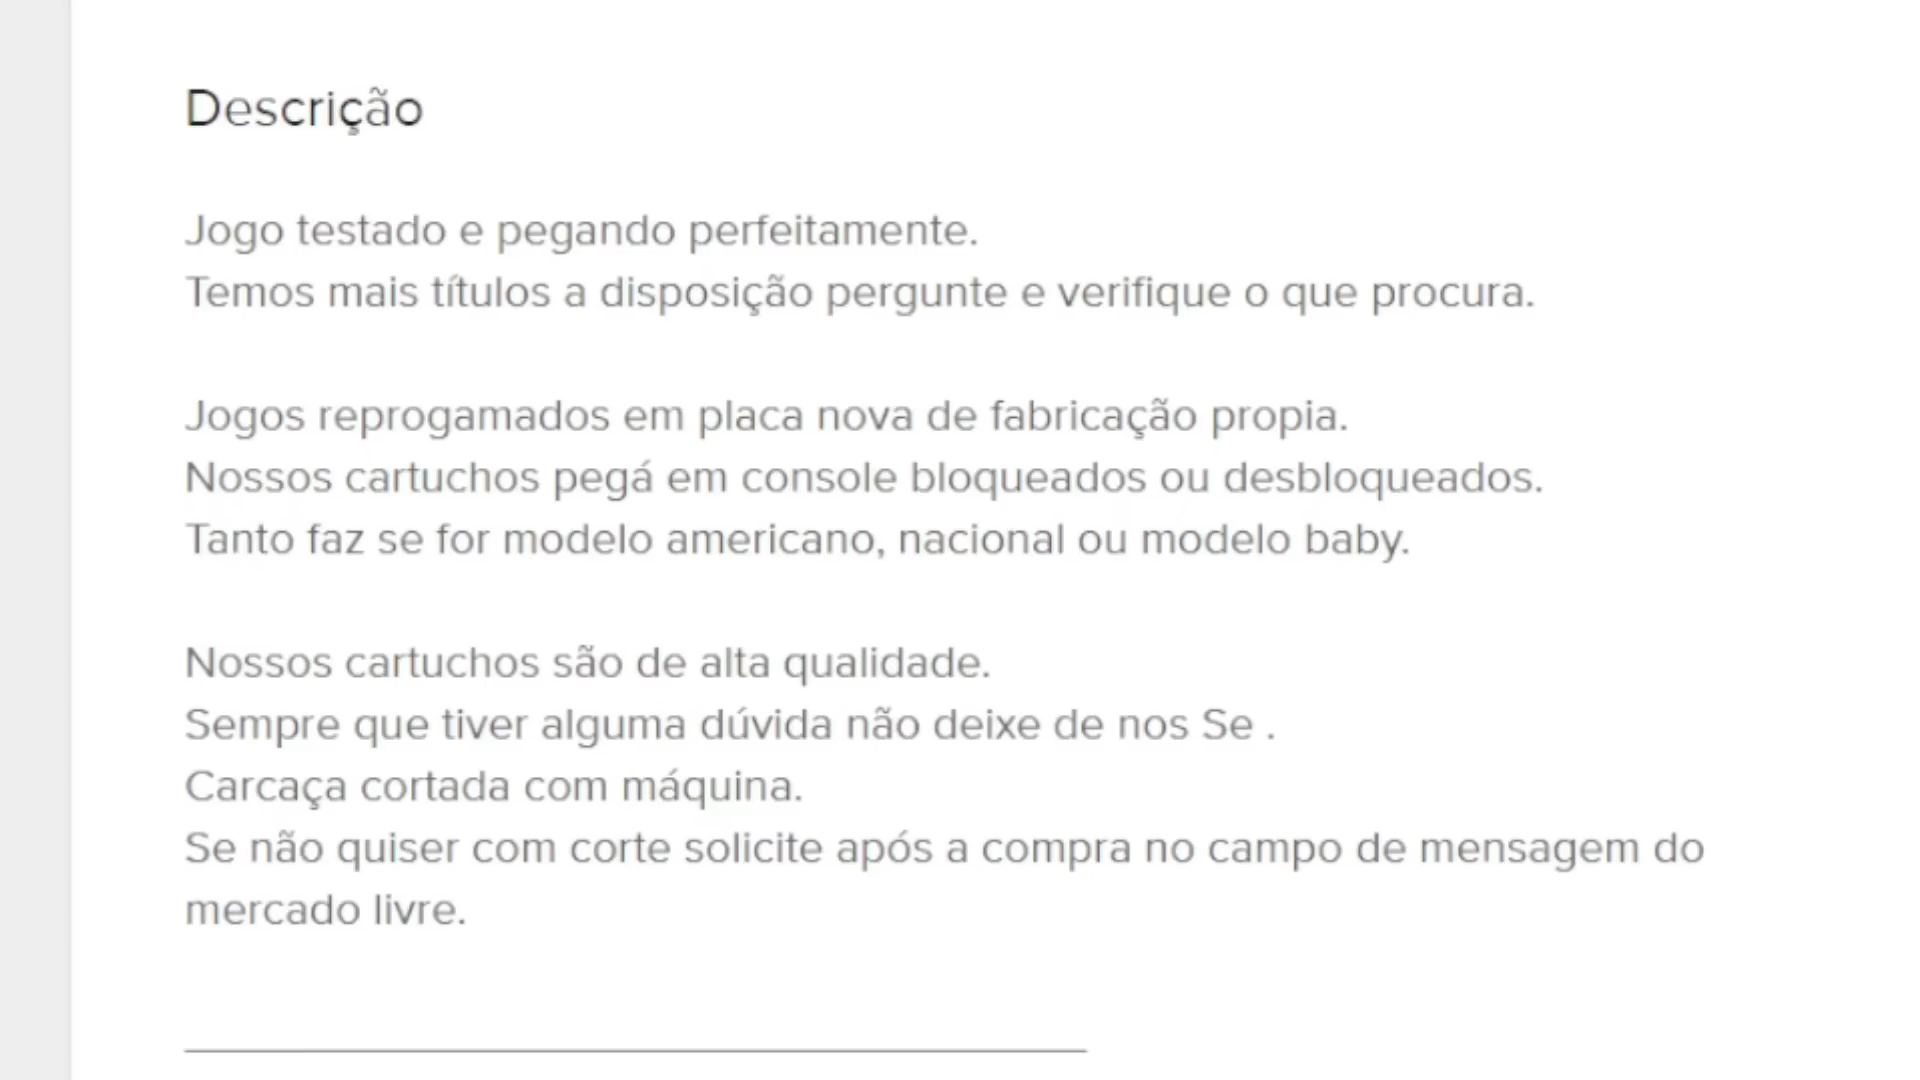 Descrição
Jogo testado e pegando perfeitamente.
Temos mais títulos a disposição pergunte e verifique o que procura.
Jogos reprogamados em placa nova de fabricação propia.
Nossos cartuchos pegá em console bloqueados ou desbloqueados.
Tanto faz se for modelo americano, nacional ou modelo baby.
Nossos cartuchos são de alta qualidade.
Sempre que tiver alguma dúvida não deixe de nos Se .
Carcaça cortada com máquina.
Se não quiser com corte solicite após a compra no campo de mensagem do
mercado livre.